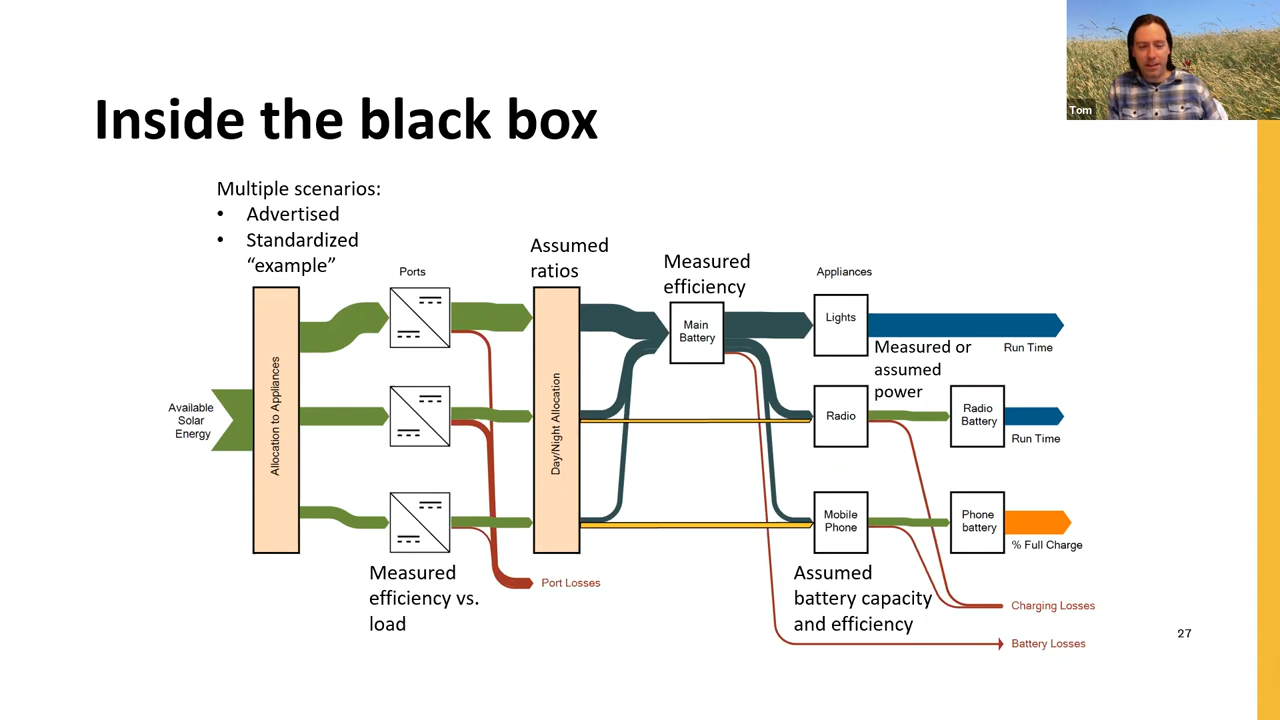 Tom
Inside the black box
Multiple scenarios:
• Advertised
• Standardized
“example”
Ports
Assumed
ratios
Measured
efficiency
Appliances
Available
Solar
Energy
Allocation to Appliances
Day/Night Allocation
Main
Battery
Lights
Run Time
Measured or
assumed
power
Radio
Radio
Battery
Run Time
Mobile
Phone
Phone
battery
% Full Charge
Measured
efficiency vs.
load
Port Losses
Assumed
battery capacity
and efficiency
Charging Losses
Battery Losses
27